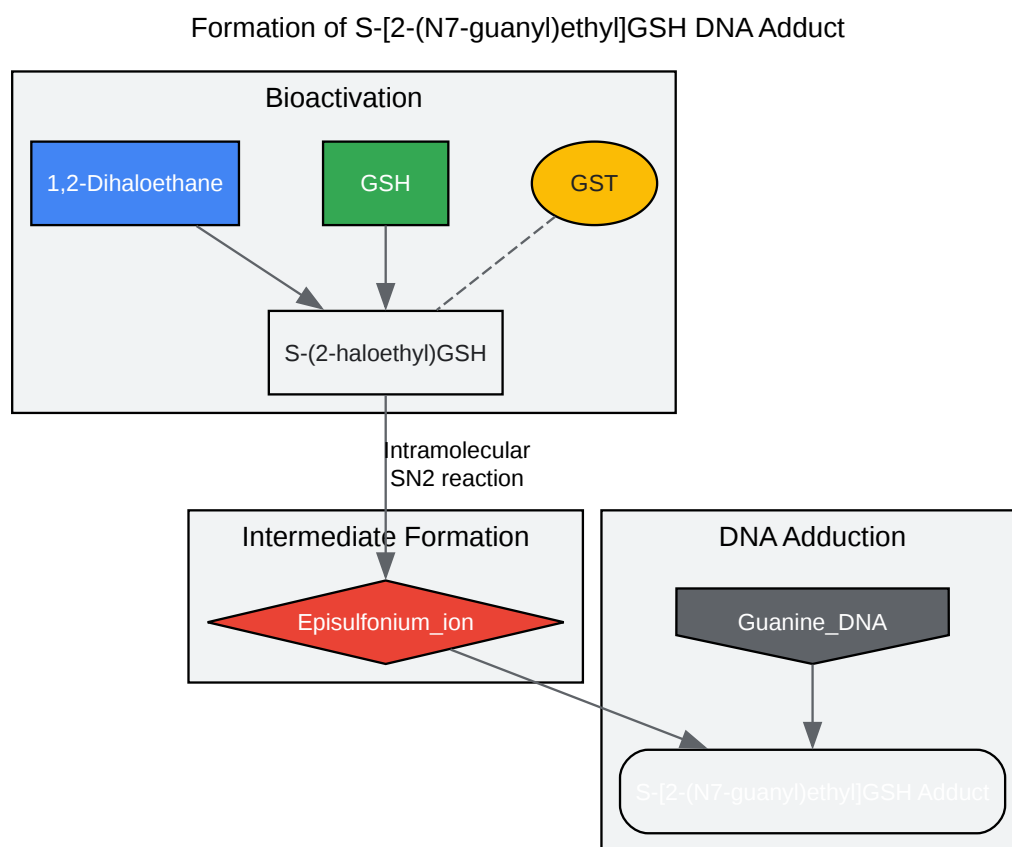 Formation of S-[2-(N7-guanyl)ethyl]GSH DNA Adduct
Bioactivation
1,2-Dihaloethane
GSH
GST
S-(2-haloethyl)GSH
Intramolecular
SN2 reaction
Intermediate Formation
DNA Adduction
Episulfonium_ion
Guanine_DNA
S-[2-(N7-guanyl)ethyl]GSH Adduct